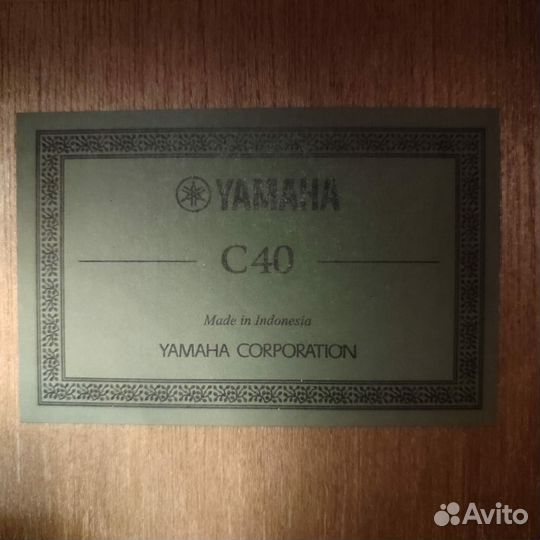 YAMAHA
C40
Made in Indonesia
YAMAHA CORPORATION
Avito